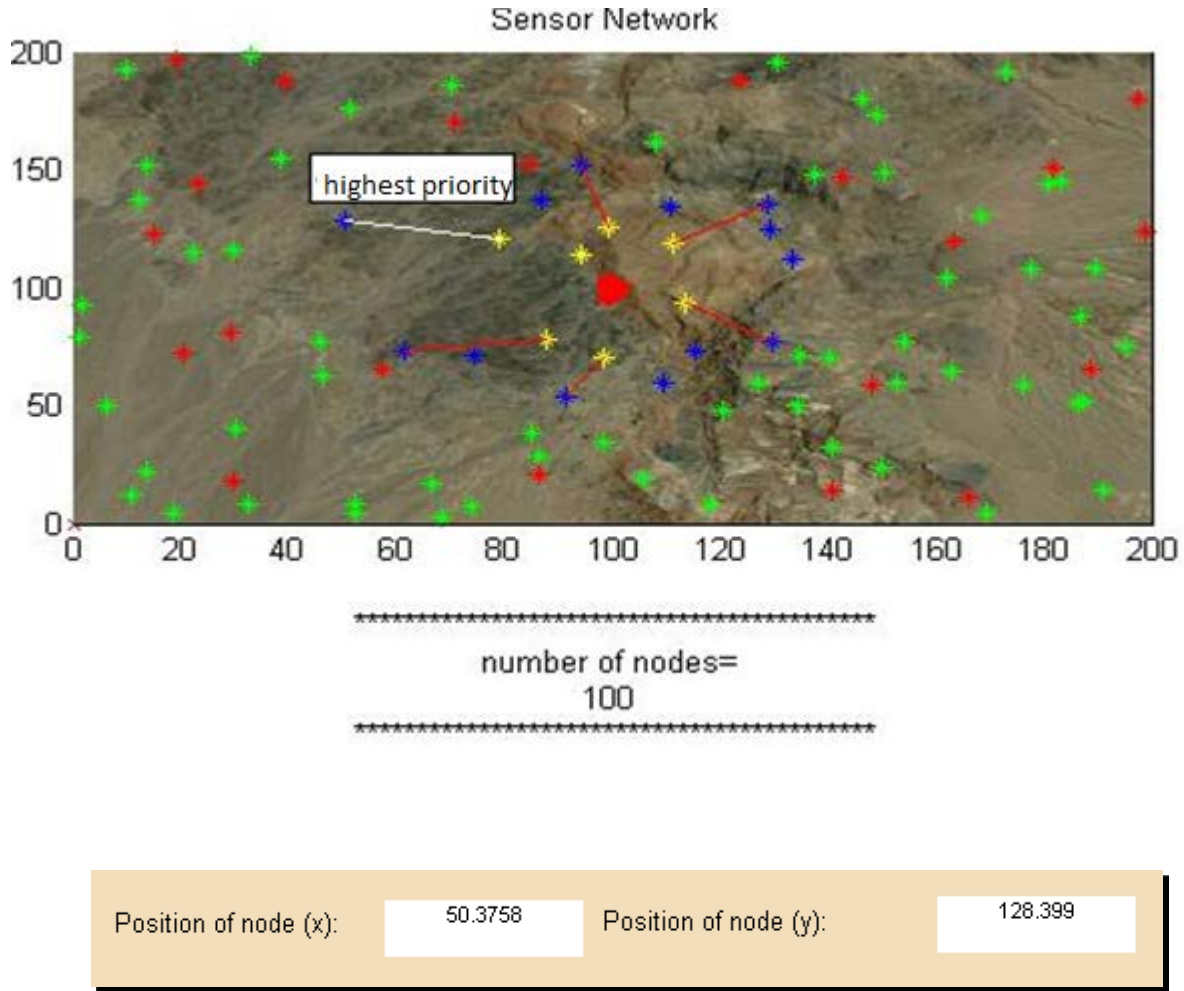 Sensor Network
200
150
highest priority
100
50
0
0 20 40 60 80 100 120 140 160 180 200
*******************************************
number of nodes=
100
*******************************************
Position of node (x): 50.3758 Position of node (y): 128.399